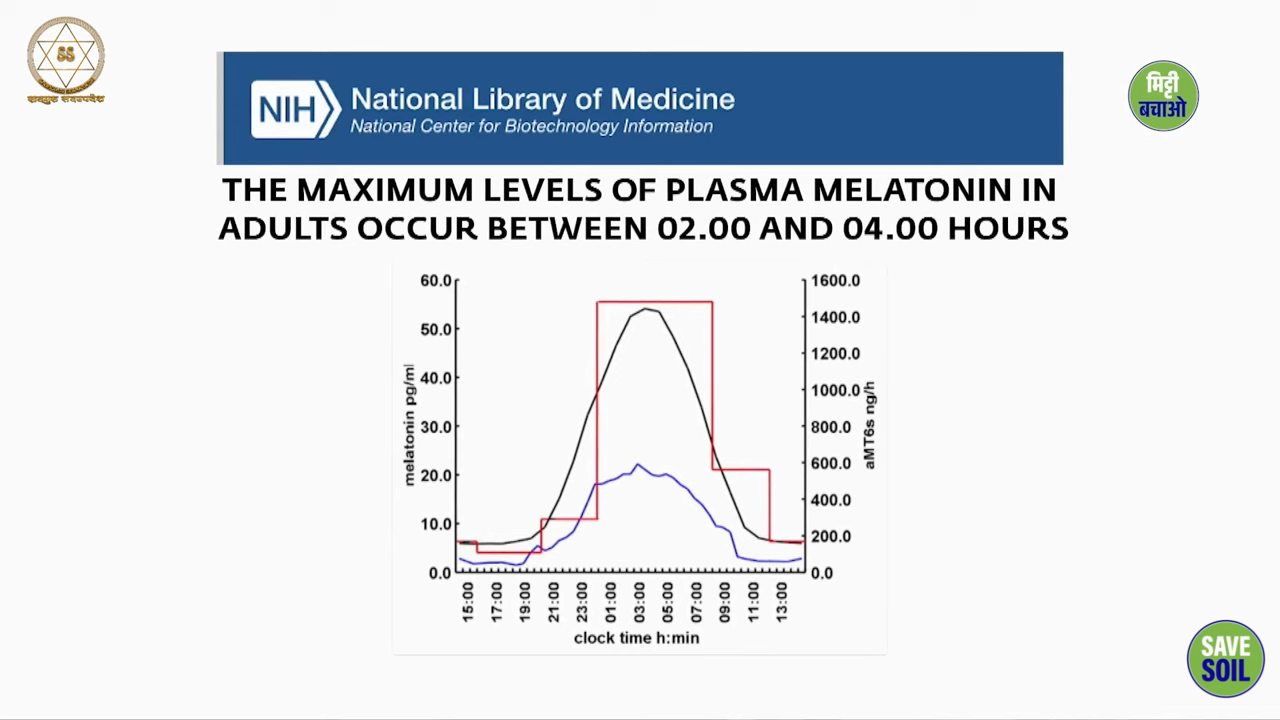 SS
मिट्टी
बचाओ
NIH
National Library of Medicine
National Center for Biotechnology Information
THE MAXIMUM LEVELS OF PLASMA MELATONIN IN
ADULTS OCCUR BETWEEN 02.00 AND 04.00 HOURS
60.0
50.0
40.0
30.0
20.0
10.0
0.0
melatonin pg/ml
1600.0
1400.0
1200.0
1000.0
800.0
600.0
400.0
200.0
0.0
aMT6s ng/h
15:00
17:00
19:00
21:00
23:00
01:00
03:00
05:00
07:00
09:00
11:00
13:00
clock time h:min
SAVE
SOIL